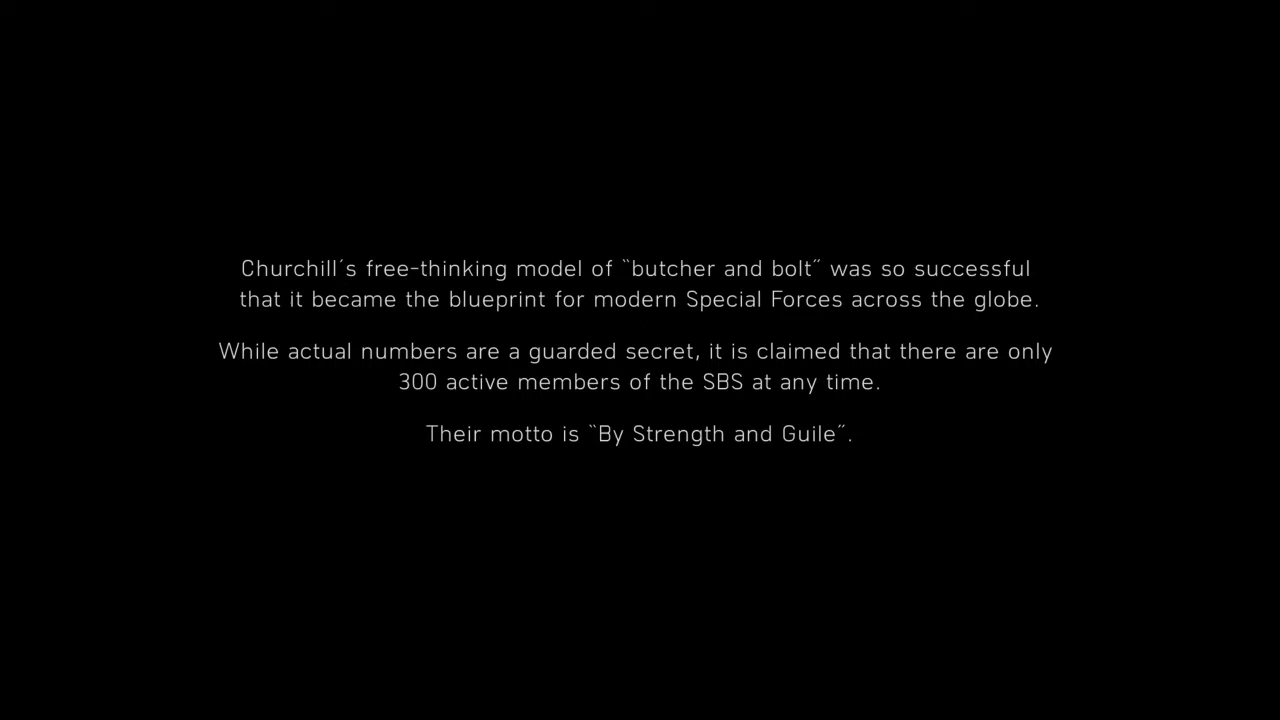 Churchill´s free-thinking model of “butcher and bolt” was so successful
that it became the blueprint for modern Special Forces across the globe.
While actual numbers are a guarded secret, it is claimed that there are only
300 active members of the SBS at any time.
Their motto is “By Strength and Guile”.